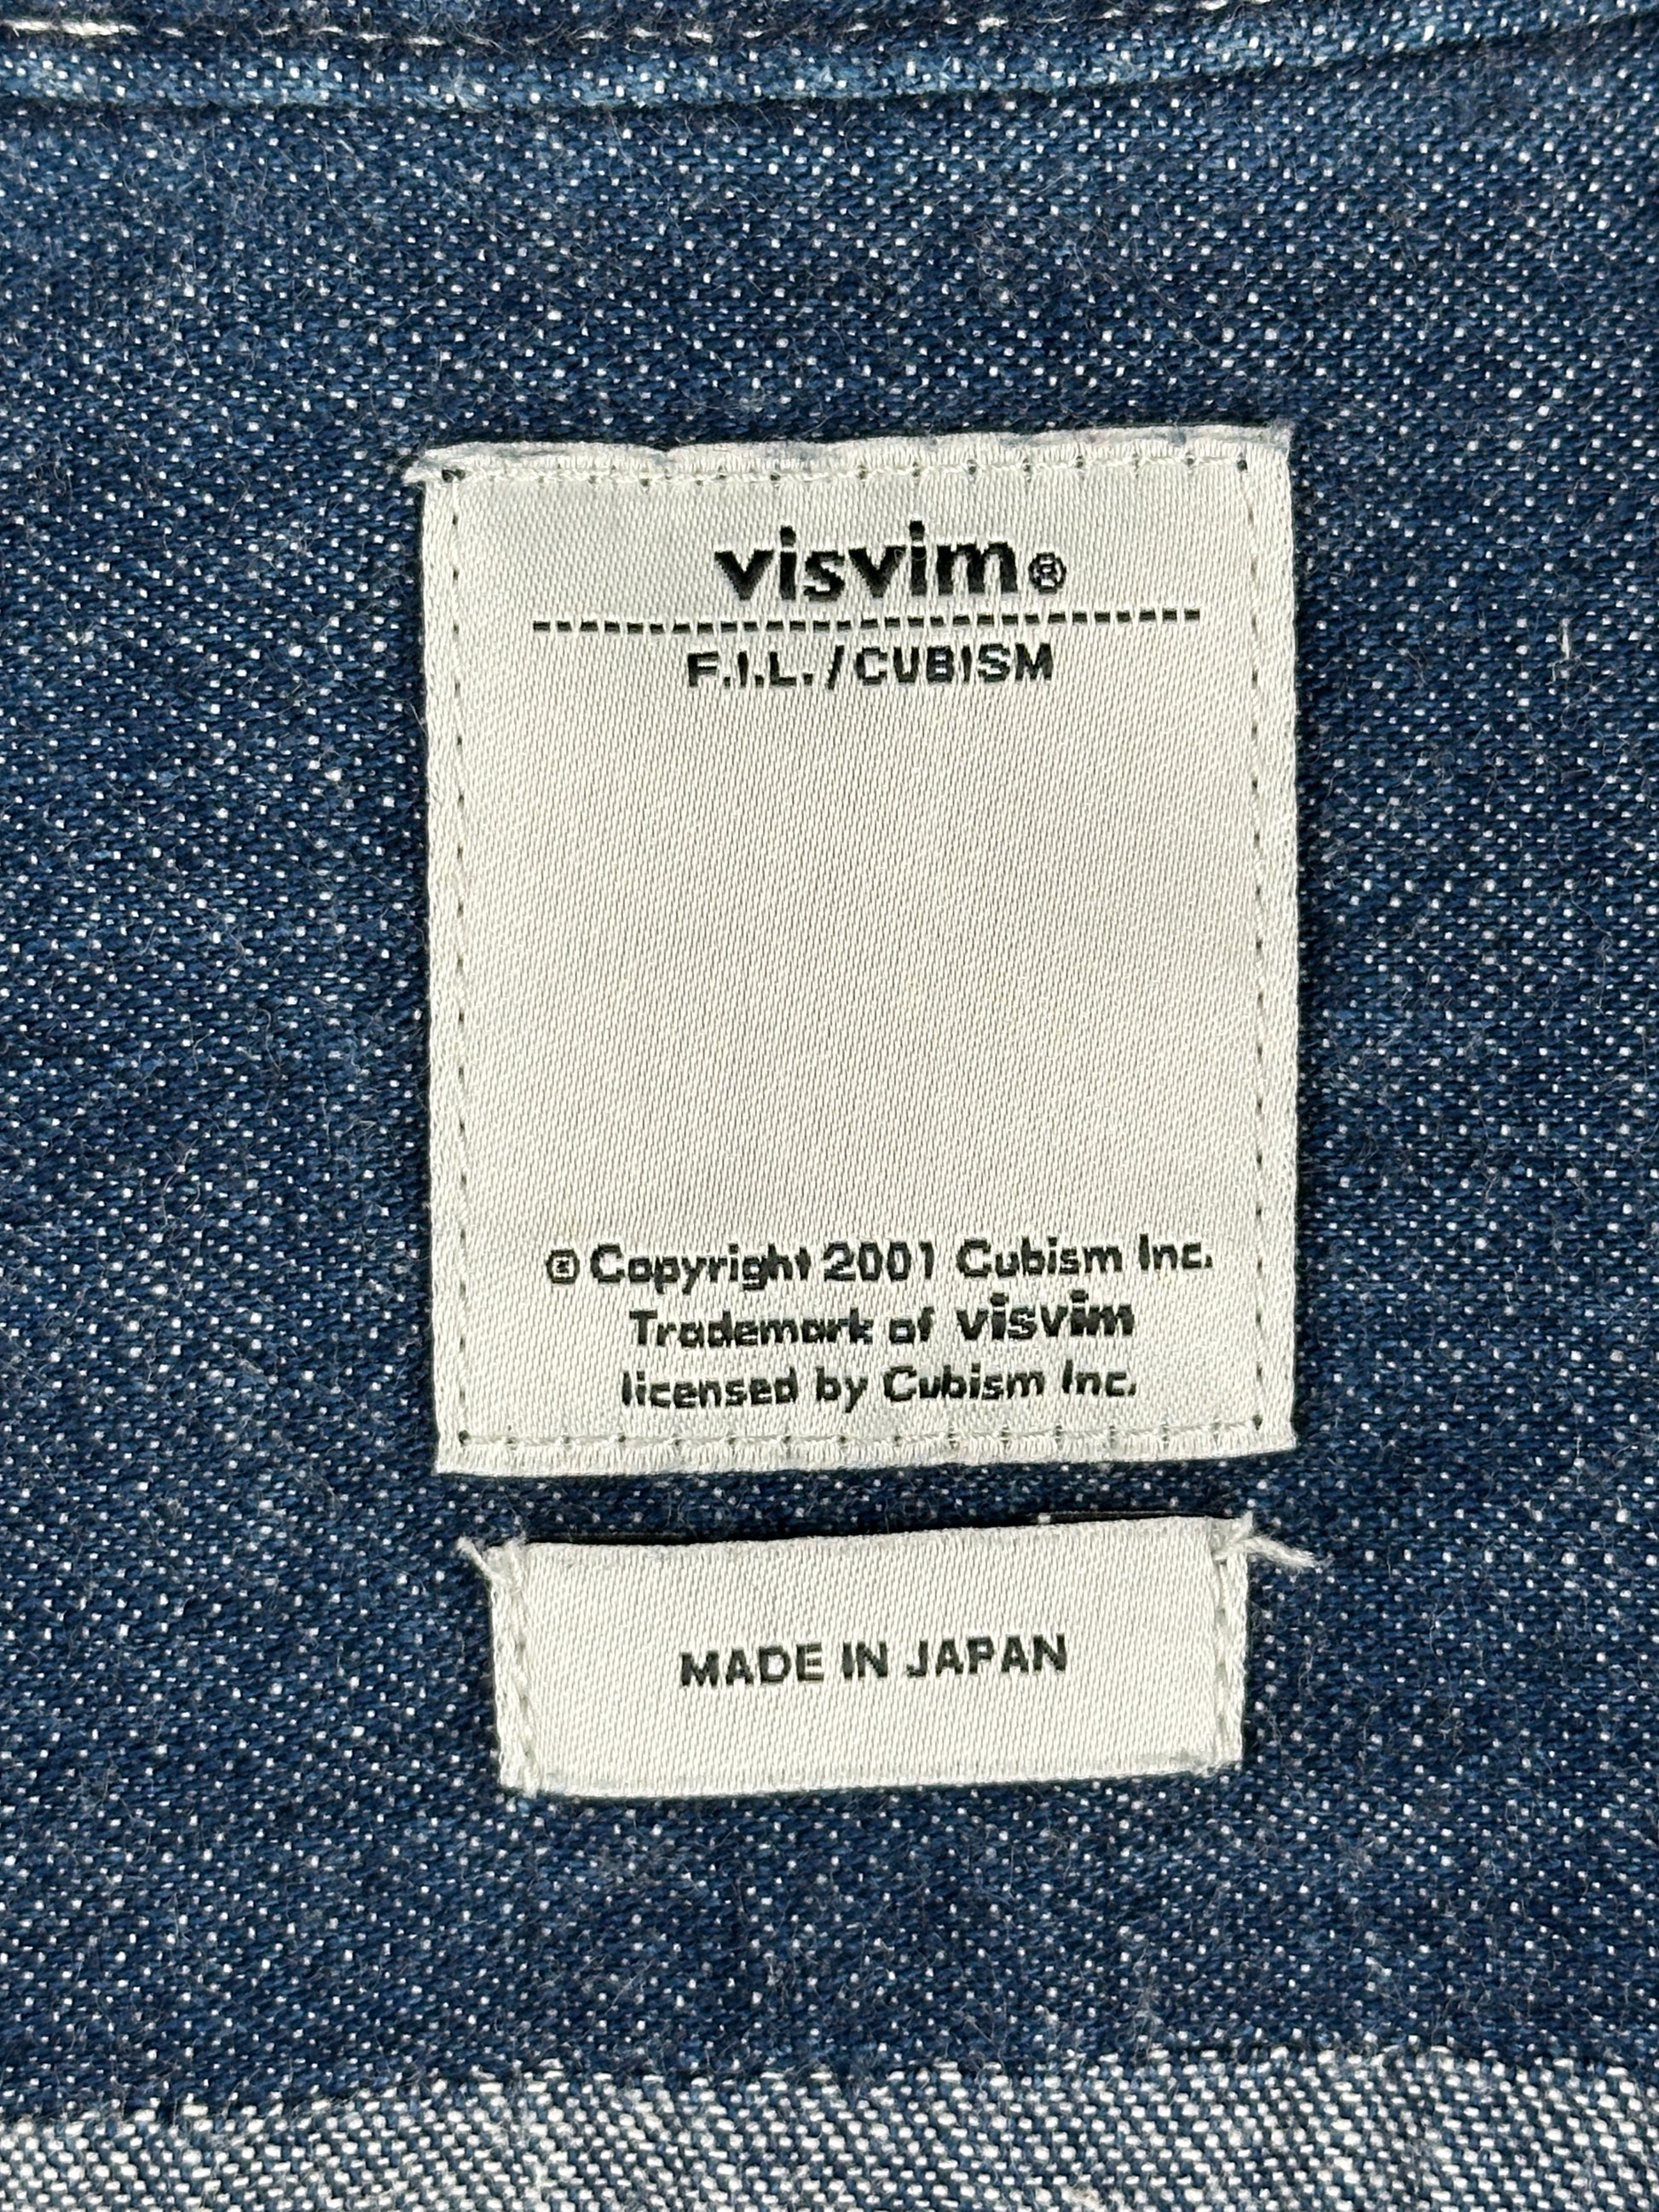 visvim®
F.I.L./CUBISM
© Copyright 2001 Cubism Inc.
Trademark of visvim
licensed by Cubism Inc.
MADE IN JAPAN